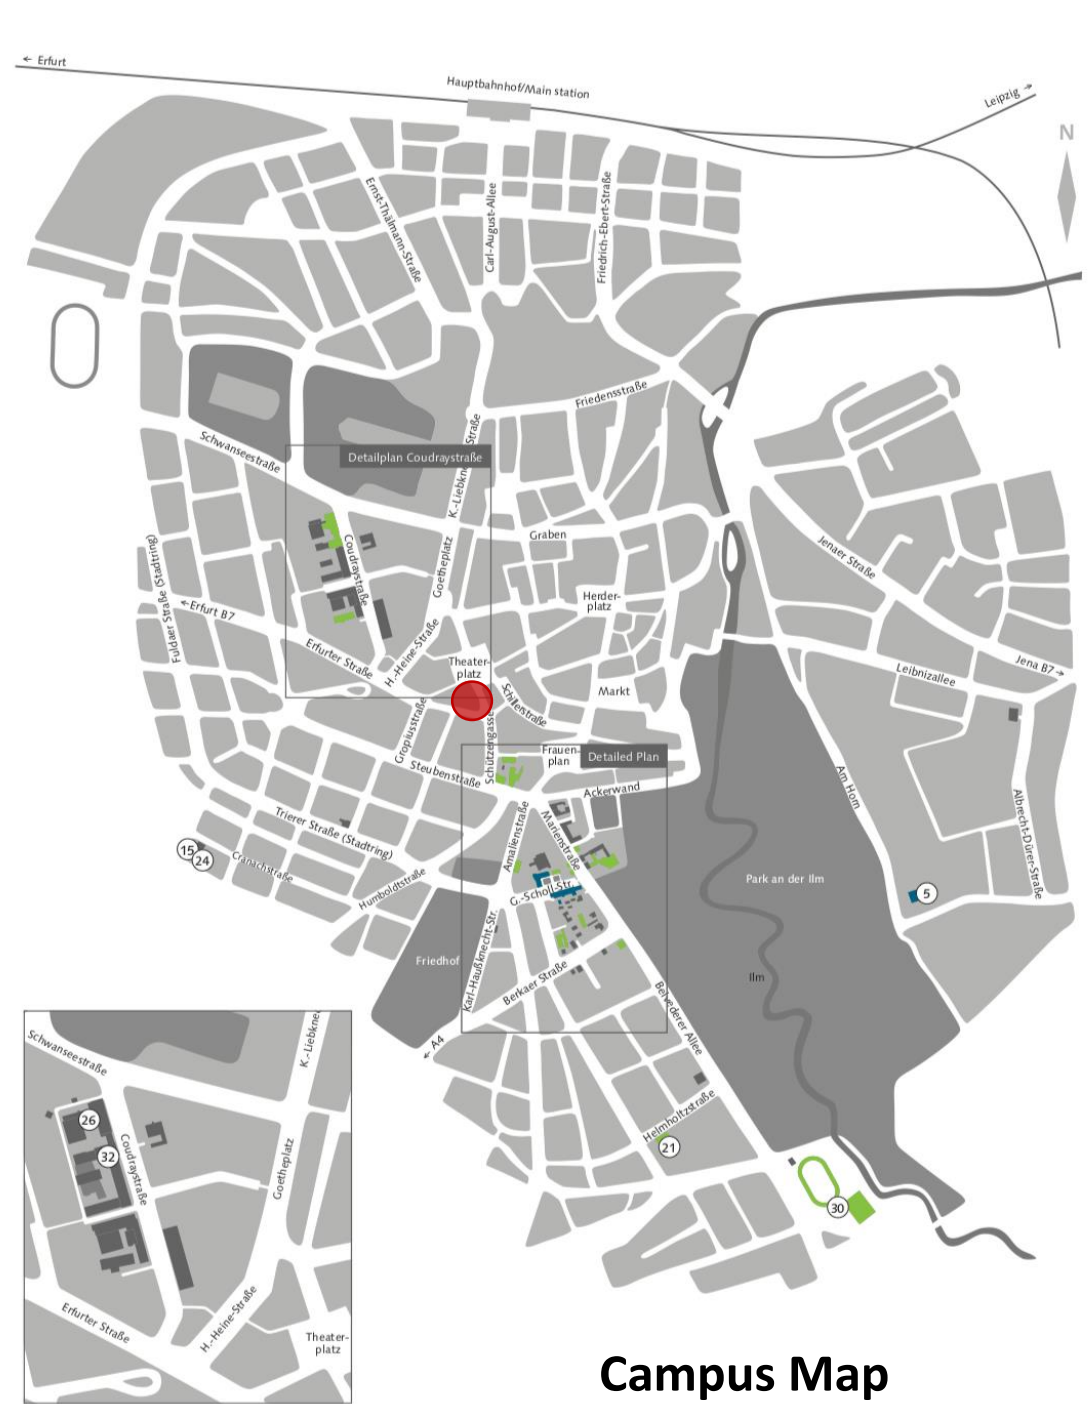 ← Erfurt
Hauptbahnhof/Main station
Leipzig →
N
Ernst-Thälmann-Straße
Carl-August-Allee
Friedrich-Ebert-Straße
Friedensstraße
Schwanseestraße
K.-Liebkne
Straße
Detailplan Coudraystraße
Graben
Jenaer Straße
Coudraystraße
Goetheplatz
Fuldaer Straße (Stadtring)
← Erfurt B7
Herder-
platz
Erfurter Straße
H.-Heine-Straße
Theater-
platz
Leibnizallee
Jena B7 →
Markt
Schillerstraße
Gropiusstraße
Schützengasse
Steubenstraße
Frauen-
plan
Detailed Plan
Ackerwand
Am Horn
Albrecht-Dürer-Straße
Trierer Straße (Stadtring)
Amalienstraße
Marienstraße
15
24
Cranachstraße
Humboldtstraße
G.-Scholl-Str.
Park an der Ilm
5
Friedhof
Karl-Haußknecht-Str.
Berkaer Straße
Ilm
Belvederer Allee
← A4
Helmholtzstraße
21
30
Schwanseestraße
K.-Liebkne
26
32
Coudraystraße
Goetheplatz
Erfurter Straße
H.-Heine-Straße
Theater-
platz
Campus Map